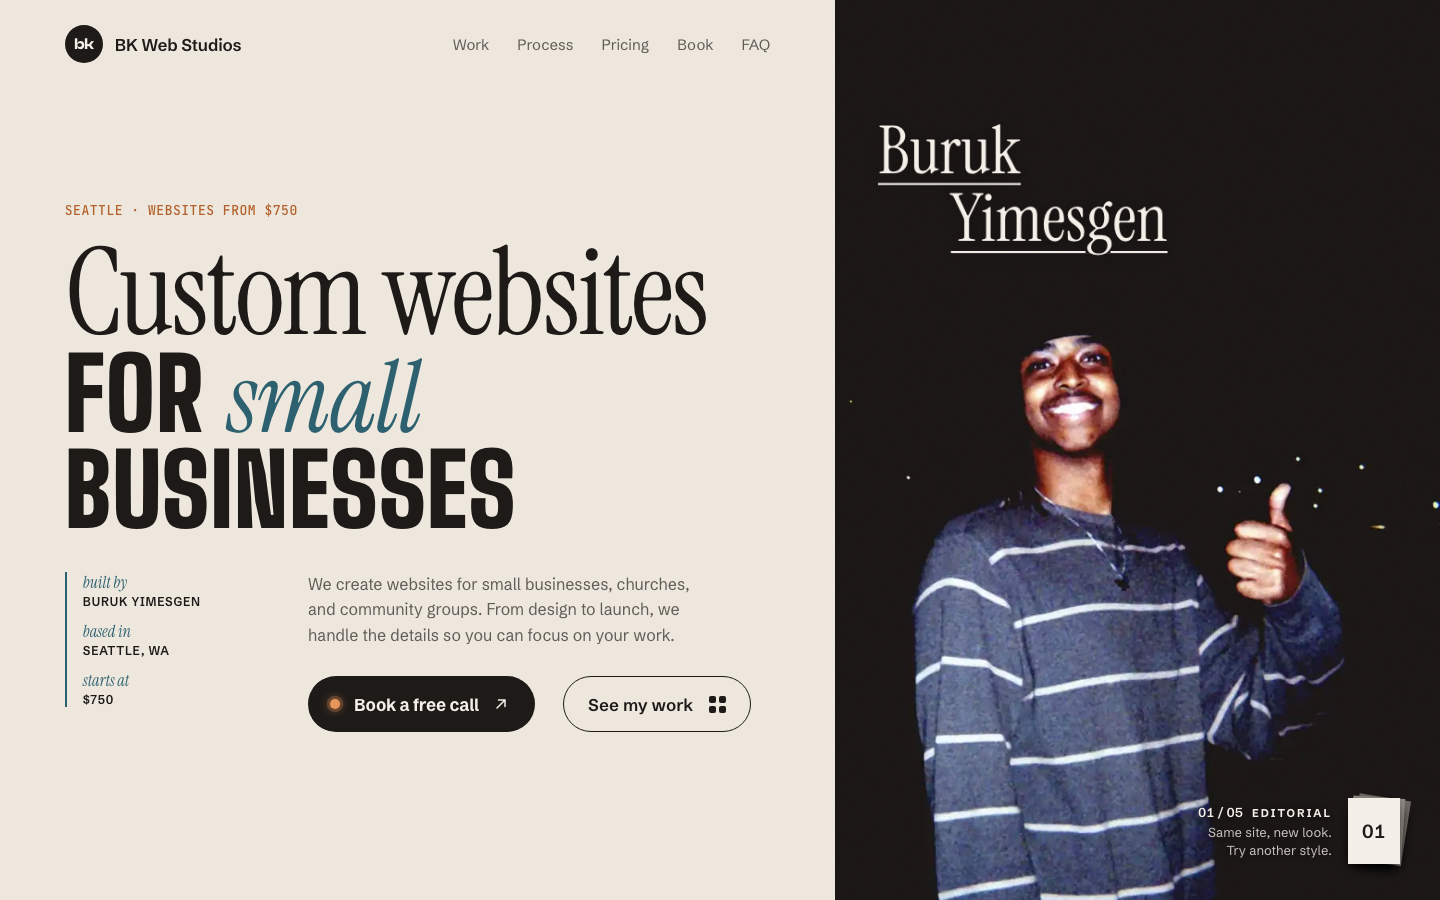 bk BK Web Studios
Work Process Pricing Book FAQ
SEATTLE · WEBSITES FROM $750
Custom websites
FOR small
BUSINESSES
built by
BURUK YIMESGEN
based in
SEATTLE, WA
starts at
$750
We create websites for small businesses, churches,
and community groups. From design to launch, we
handle the details so you can focus on your work.
Book a free call ↗
See my work
Buruk
Yimesgen
01 / 05 EDITORIAL
Same site, new look.
Try another style.
01